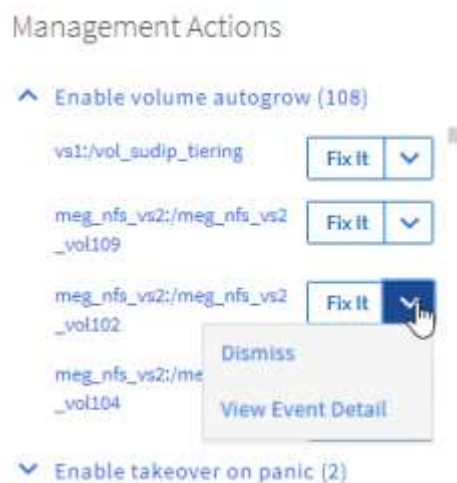 Management Actions
Enable volume autogrow (108)
vs1:/vol_sudip_tiering
Fix It
meg_nfs_vs2:/meg_nfs_vs2
_vol109
Fix It
meg_nfs_vs2:/meg_nfs_vs2
_vol102
Fix It
Dismiss
meg_nfs_vs2:/me
_vol104
View Event Detail
Enable takeover on panic (2)